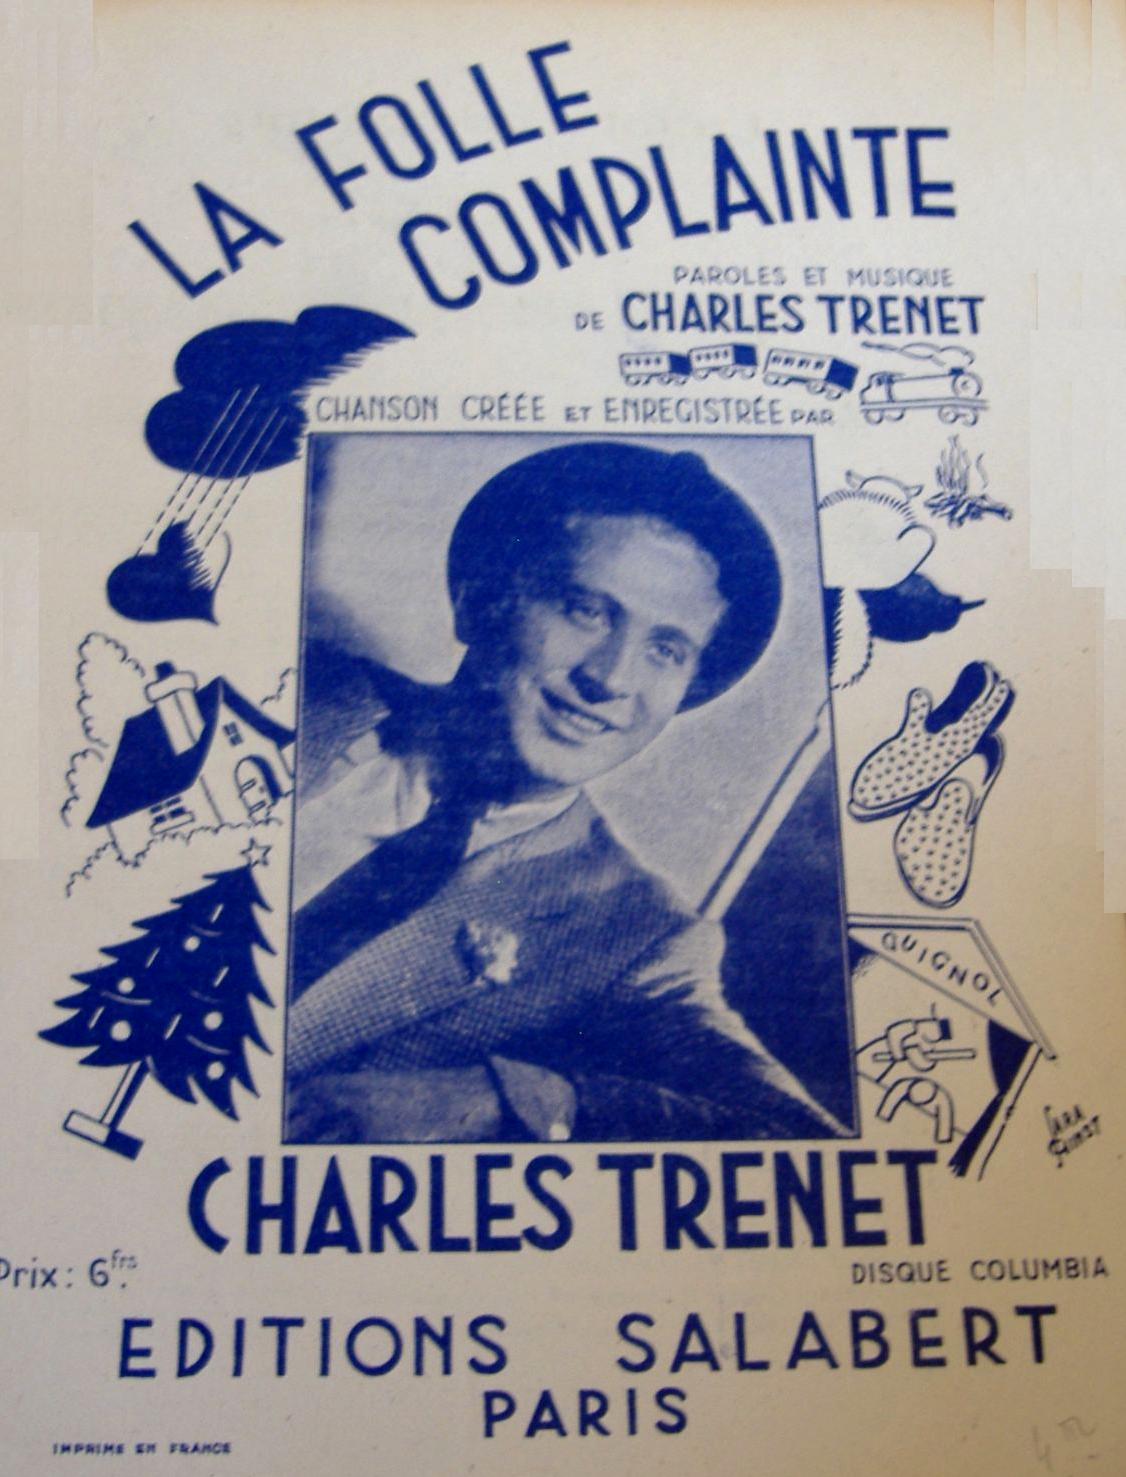 LA FOLLE
COMPLAINTE
PAROLES ET MUSIQUE
DE CHARLES TRENET
CHANSON CRÉÉE ET ENREGISTRÉE PAR
GUIGNOL
CHARLES TRENET
Prix: 6frs.
DISQUE COLUMBIA
EDITIONS SALABERT
PARIS
IMPRIME EN FRANCE